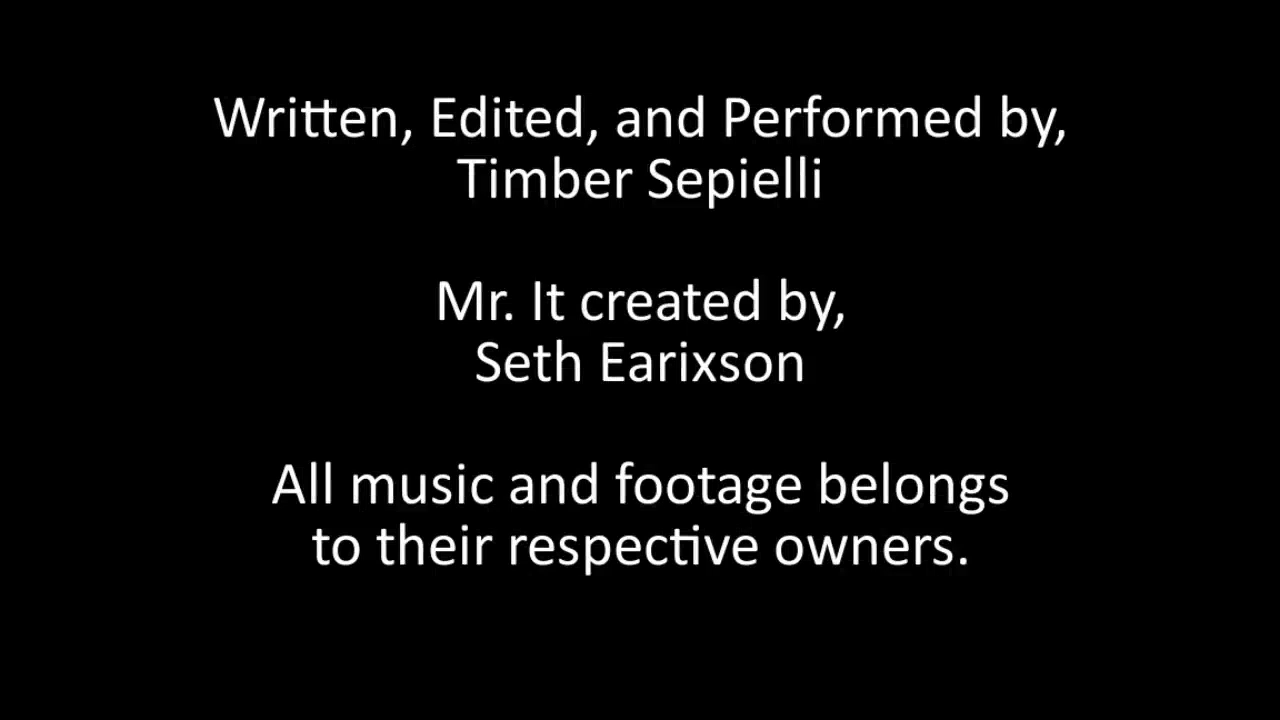 Written, Edited, and Performed by,
Timber Sepielli
Mr. It created by,
Seth Earixson
All music and footage belongs
to their respective owners.